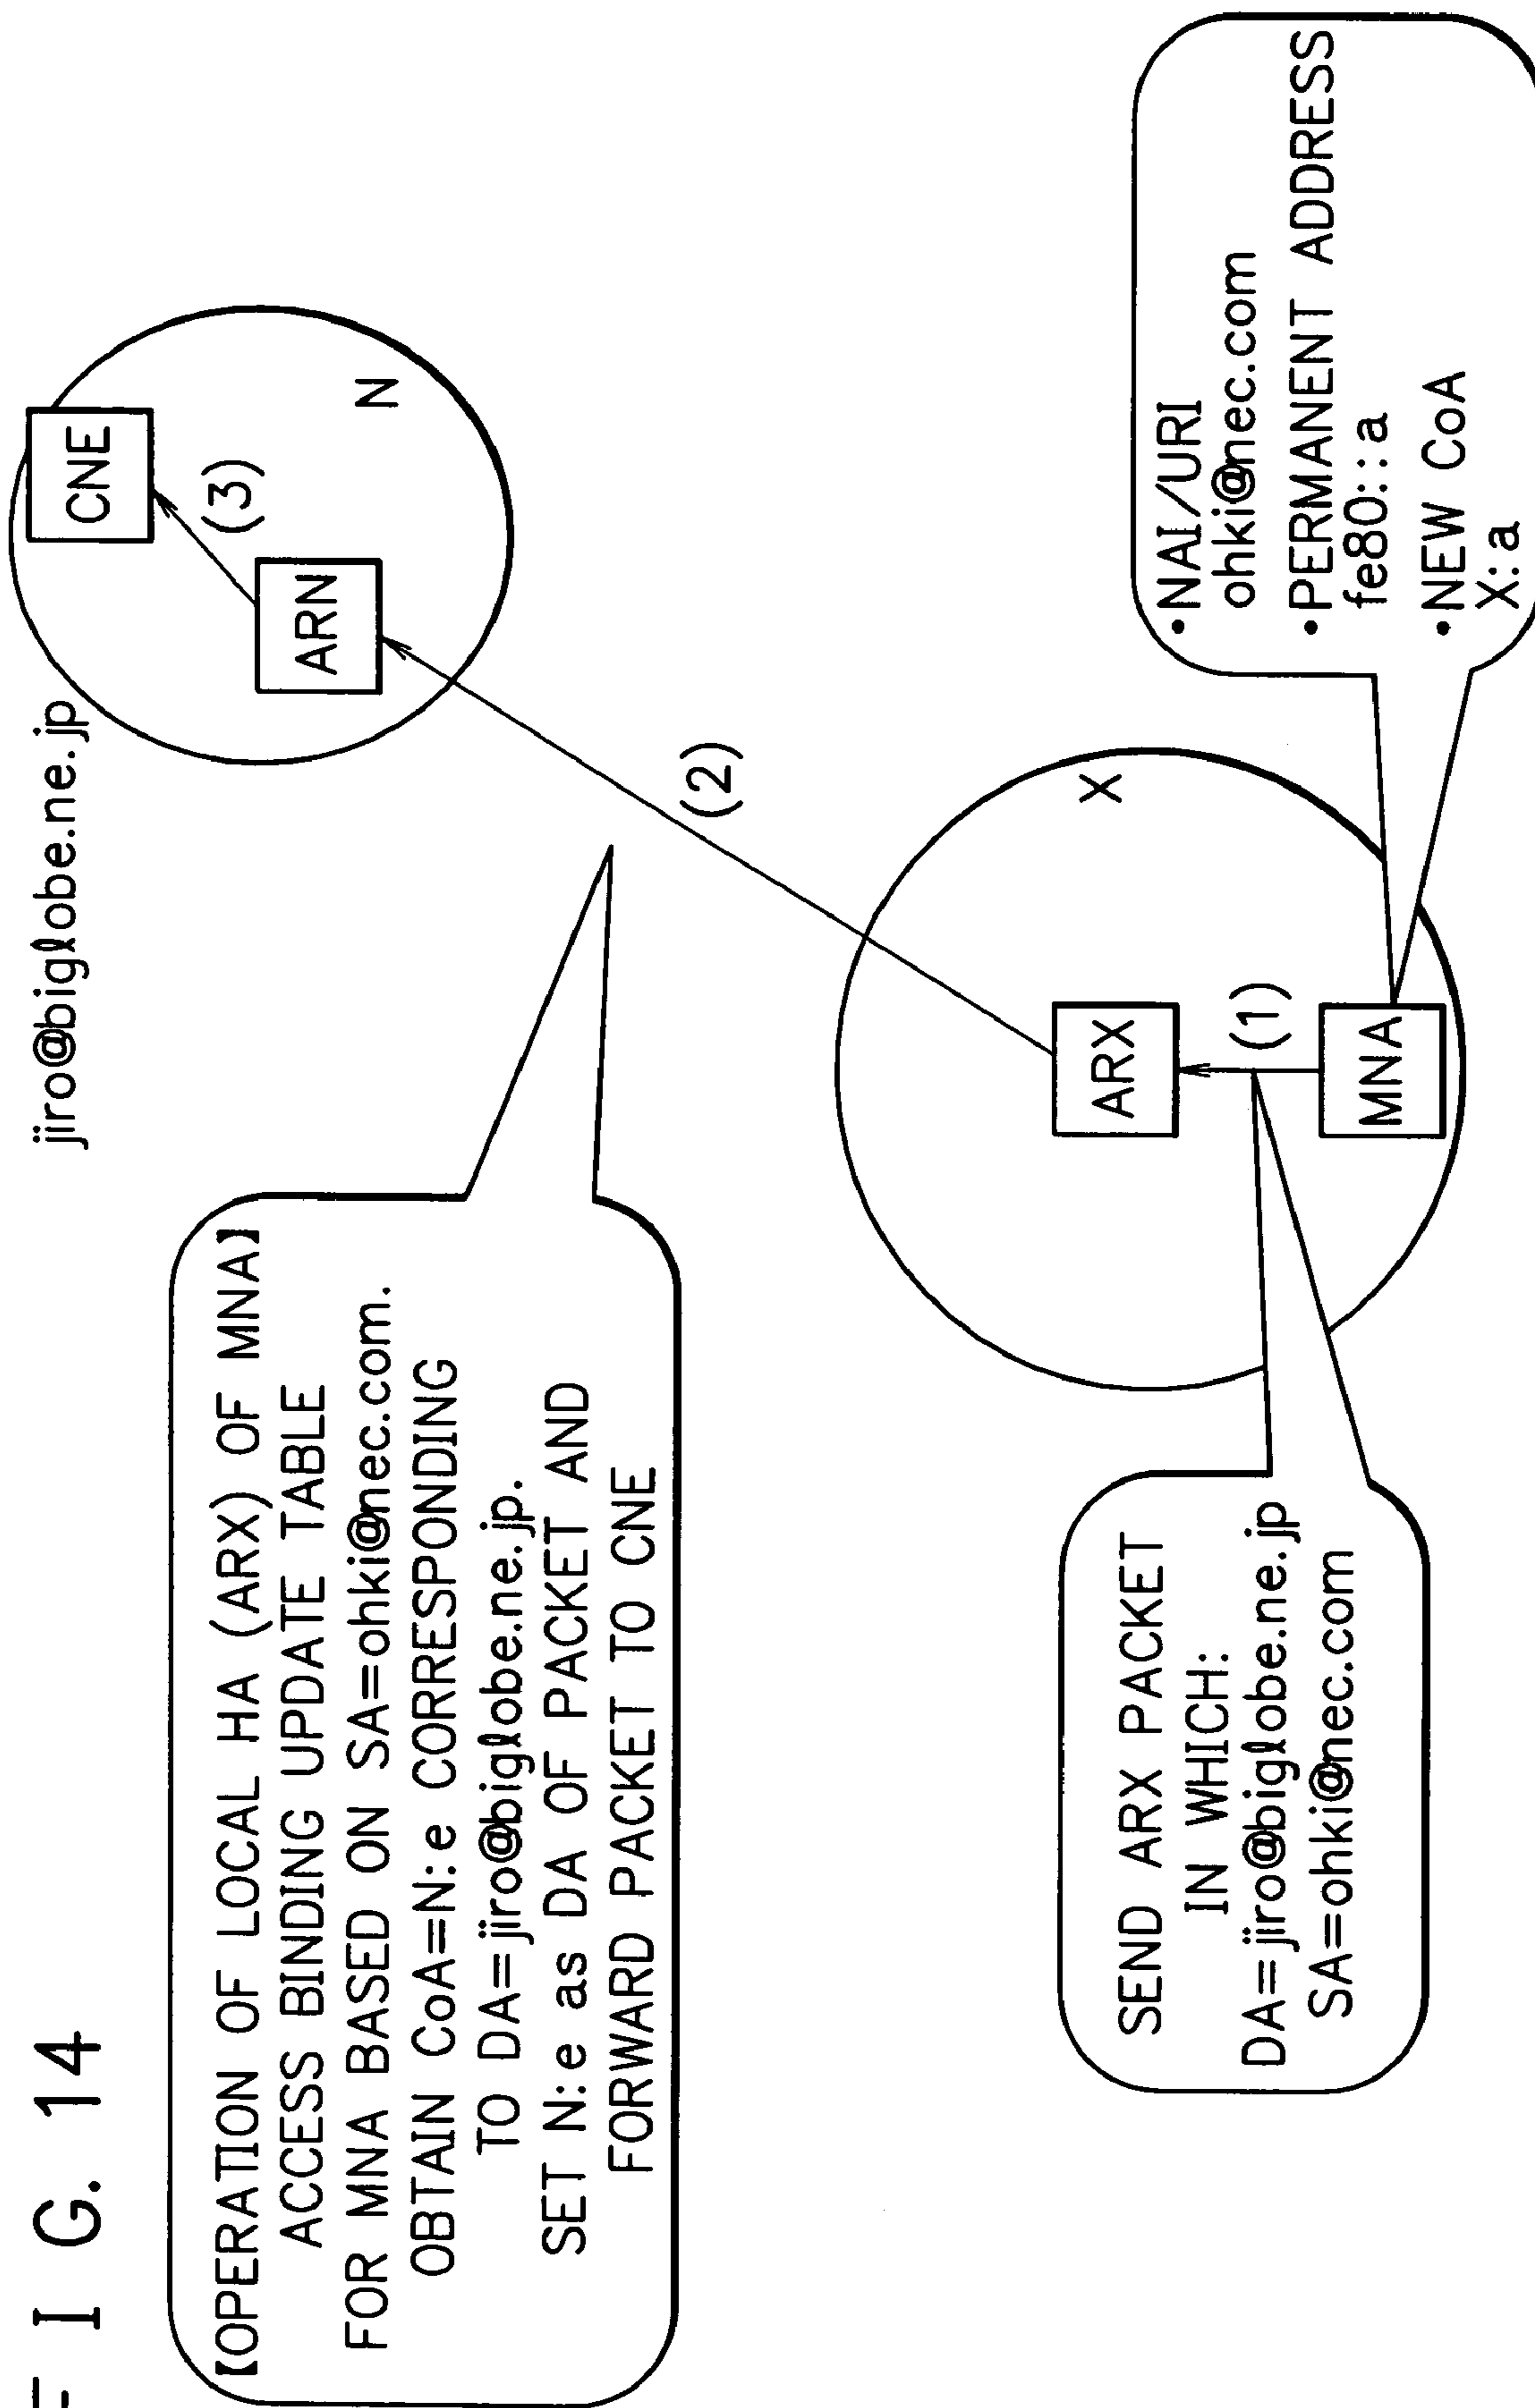 F I G. 14
【OPERATION OF LOCAL HA (ARX) OF MNA】
ACCESS BINDING UPDATE TABLE
FOR MNA BASED ON SA=ohki@nec.com.
OBTAIN CoA=N:e CORRESPONDING
TO DA=jiro@biglobe.ne.jp.
SET N:e as DA OF PACKET AND
FORWARD PACKET TO CNE
jiro@biglobe.ne.jp
CNE
(3)
ARN
N
(2)
SEND ARX PACKET
IN WHICH:
DA=jiro@biglobe.ne.jp
SA=ohki@nec.com
ARX
X
(1)
MNA
•NAI/URI
ohki@nec.com
•PERMANENT ADDRESS
fe80::a
•NEW CoA
X:a